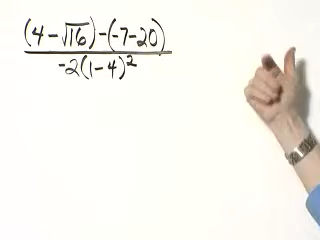 (4 - √16) - (-7 - 20)
-2(1 - 4)²